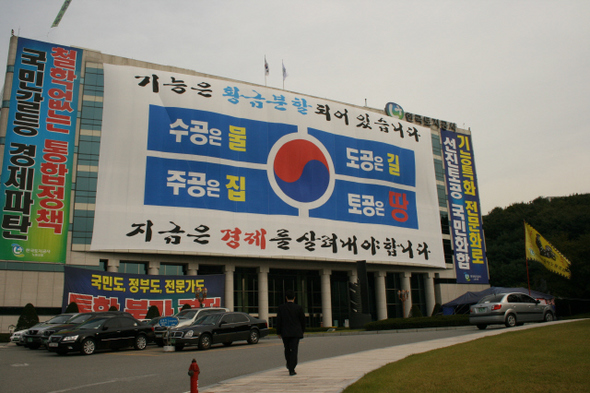 철학없는 통합정책
국민갈등 경제파탄
기능은 황금분할 되어 있습니다
수공은 물
도공은 길
주공은 집
토공은 땅
지금은 경제를 살려내야 합니다
기능특화 전문화로
선진토공 국민화합
한국토지공사
국민도 정부도, 전문가도